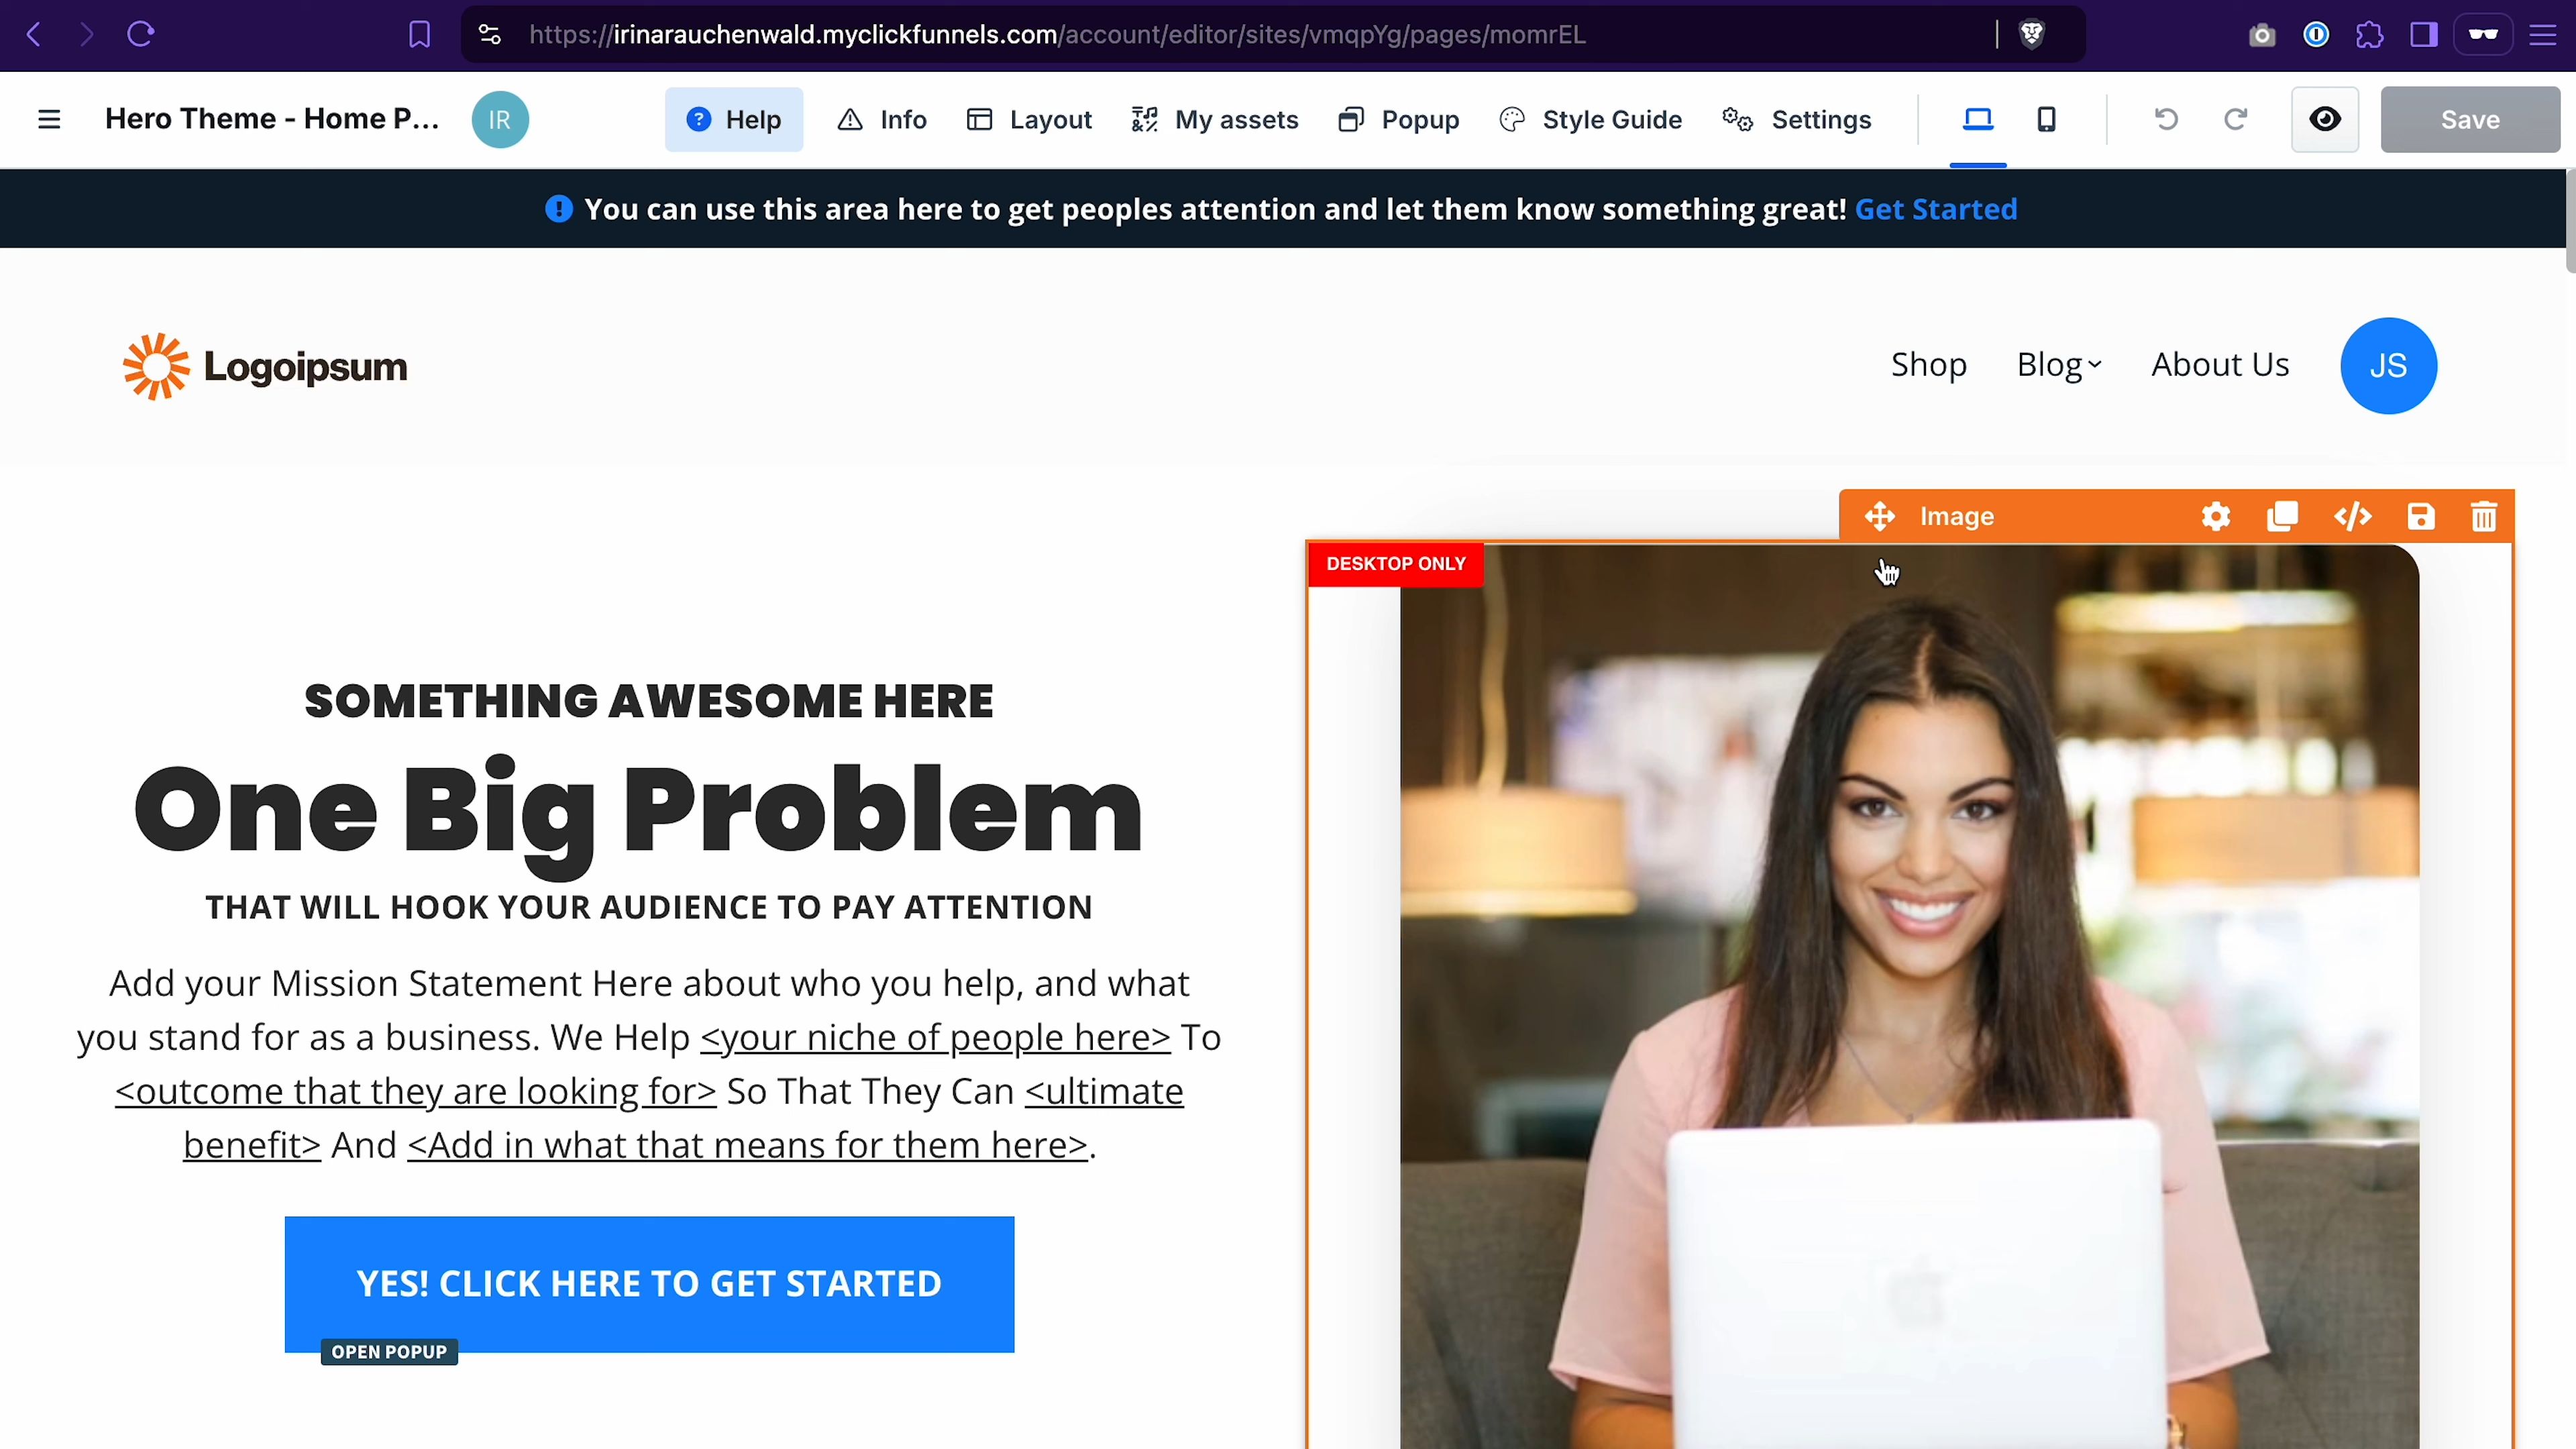 https://irinarauchenwald.myclickfunnels.com/account/editor/sites/vmqpYg/pages/momrEL
Hero Theme - Home P...
IR
Help
Info
Layout
My assets
Popup
Style Guide
Settings
Save
You can use this area here to get peoples attention and let them know something great! Get Started
Logoipsum
Shop
Blog
About Us
JS
Image
DESKTOP ONLY
SOMETHING AWESOME HERE
One Big Problem
THAT WILL HOOK YOUR AUDIENCE TO PAY ATTENTION
Add your Mission Statement Here about who you help, and what
you stand for as a business. We Help <your niche of people here> To
<outcome that they are looking for> So That They Can <ultimate
benefit> And <Add in what that means for them here>.
YES! CLICK HERE TO GET STARTED
OPEN POPUP